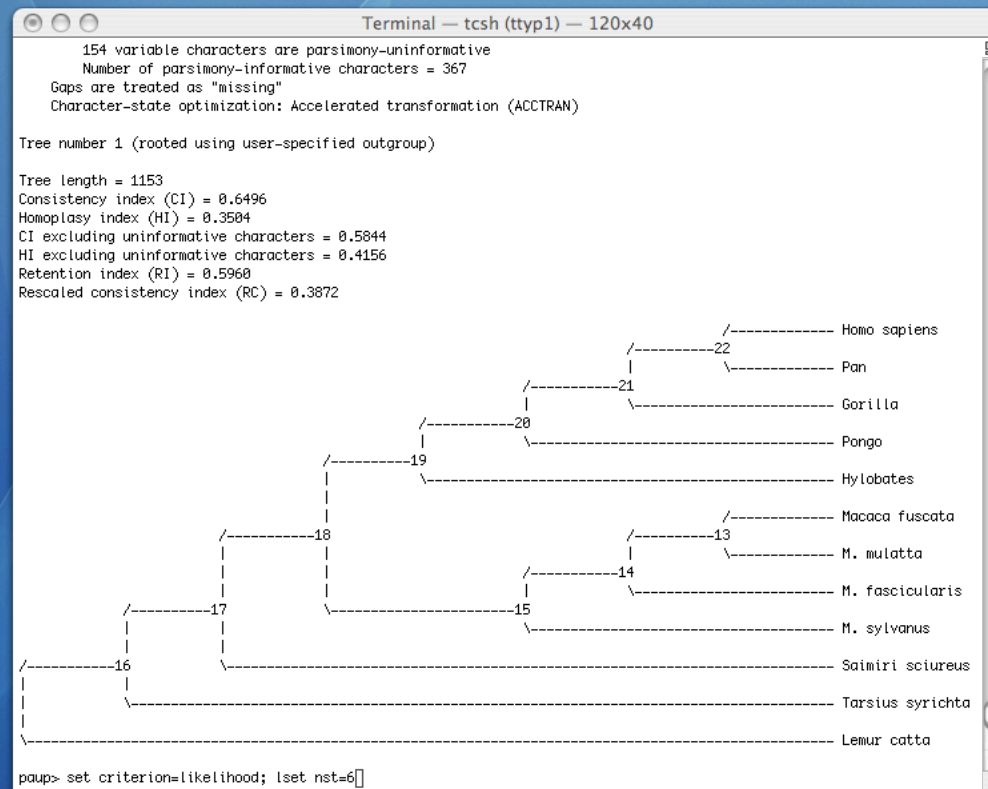 Terminal — tcsh (ttyp1) — 120x40
154 variable characters are parsimony-uninformative
Number of parsimony-informative characters = 367
Gaps are treated as "missing"
Character-state optimization: Accelerated transformation (ACCTRAN)
Tree number 1 (rooted using user-specified outgroup)
Tree length = 1153
Consistency index (CI) = 0.6496
Homoplasy index (HI) = 0.3504
CI excluding uninformative characters = 0.5844
HI excluding uninformative characters = 0.4156
Retention index (RI) = 0.5960
Rescaled consistency index (RC) = 0.3872
/------------- Homo sapiens
/----------22
| \------------- Pan
/-----------21
| \------------------------- Gorilla
/-----------20
| \-------------------------------------- Pongo
/----------19
| \--------------------------------------------------- Hylobates
|
| /------------- Macaca fuscata
/-----------18 /----------13
| | | \------------- M. mulatta
| | /-----------14
| | | \------------------------- M. fascicularis
/----------17 \-----------------------15
| | \-------------------------------------- M. sylvanus
| |
/-----------16 \---------------------------------------------------------------------------- Saimiri sciureus
| |
| \---------------------------------------------------------------------------------------- Tarsius syrichta
|
\----------------------------------------------------------------------------------------------------- Lemur catta
paup> set criterion=likelihood; lset nst=6